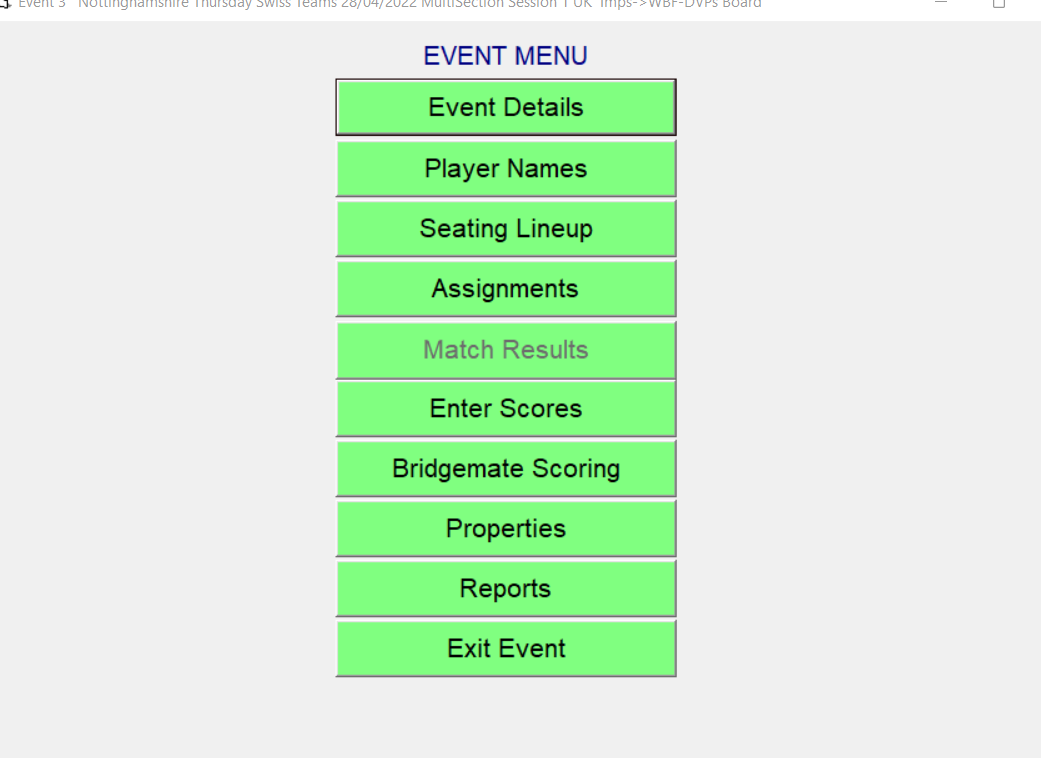 Event 3 Nottinghamshire Thursday Swiss Teams 28/04/2022 MultiSection Session 1 UK Imps->WBF-DVPs Board
EVENT MENU
Event Details
Player Names
Seating Lineup
Assignments
Match Results
Enter Scores
Bridgemate Scoring
Properties
Reports
Exit Event